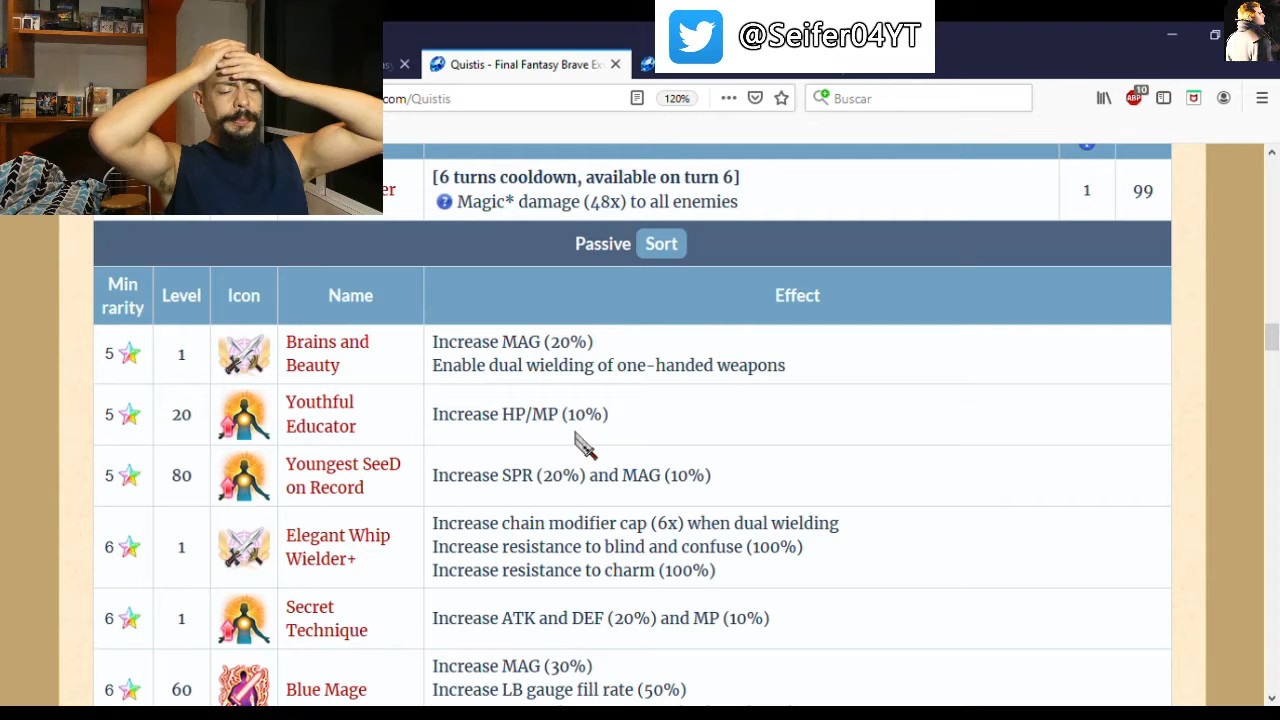 @Seifer04YT
Quistis - Final Fantasy Brave Ex
com/Quistis
120%
Buscar
ABP 10
er
[6 turns cooldown, available on turn 6]
Magic* damage (48x) to all enemies
1
99
Passive Sort
Min rarity
Level
Icon
Name
Effect
5
1
Brains and
Beauty
Increase MAG (20%)
Enable dual wielding of one-handed weapons
5
20
Youthful
Educator
Increase HP/MP (10%)
5
80
Youngest SeeD
on Record
Increase SPR (20%) and MAG (10%)
6
1
Elegant Whip
Wielder+
Increase chain modifier cap (6x) when dual wielding
Increase resistance to blind and confuse (100%)
Increase resistance to charm (100%)
6
1
Secret
Technique
Increase ATK and DEF (20%) and MP (10%)
6
60
Blue Mage
Increase MAG (30%)
Increase LB gauge fill rate (50%)